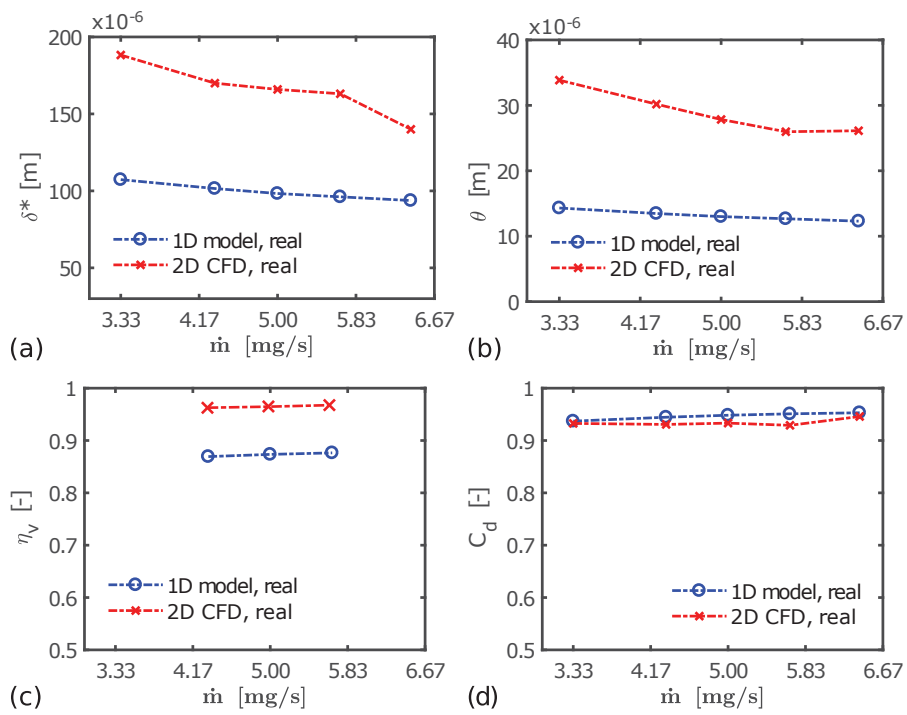 x10⁻⁶
200
150
100
50
δ* [m]
1D model, real
2D CFD, real
3.33 4.17 5.00 5.83 6.67
(a) ṁ [mg/s]
x10⁻⁶
40
30
20
10
0
θ [m]
1D model, real
2D CFD, real
3.33 4.17 5.00 5.83 6.67
(b) ṁ [mg/s]
1
0.9
0.8
0.7
0.6
0.5
η_v [-]
1D model, real
2D CFD, real
3.33 4.17 5.00 5.83 6.67
(c) ṁ [mg/s]
1
0.9
0.8
0.7
0.6
0.5
C_d [-]
1D model, real
2D CFD, real
3.33 4.17 5.00 5.83 6.67
(d) ṁ [mg/s]